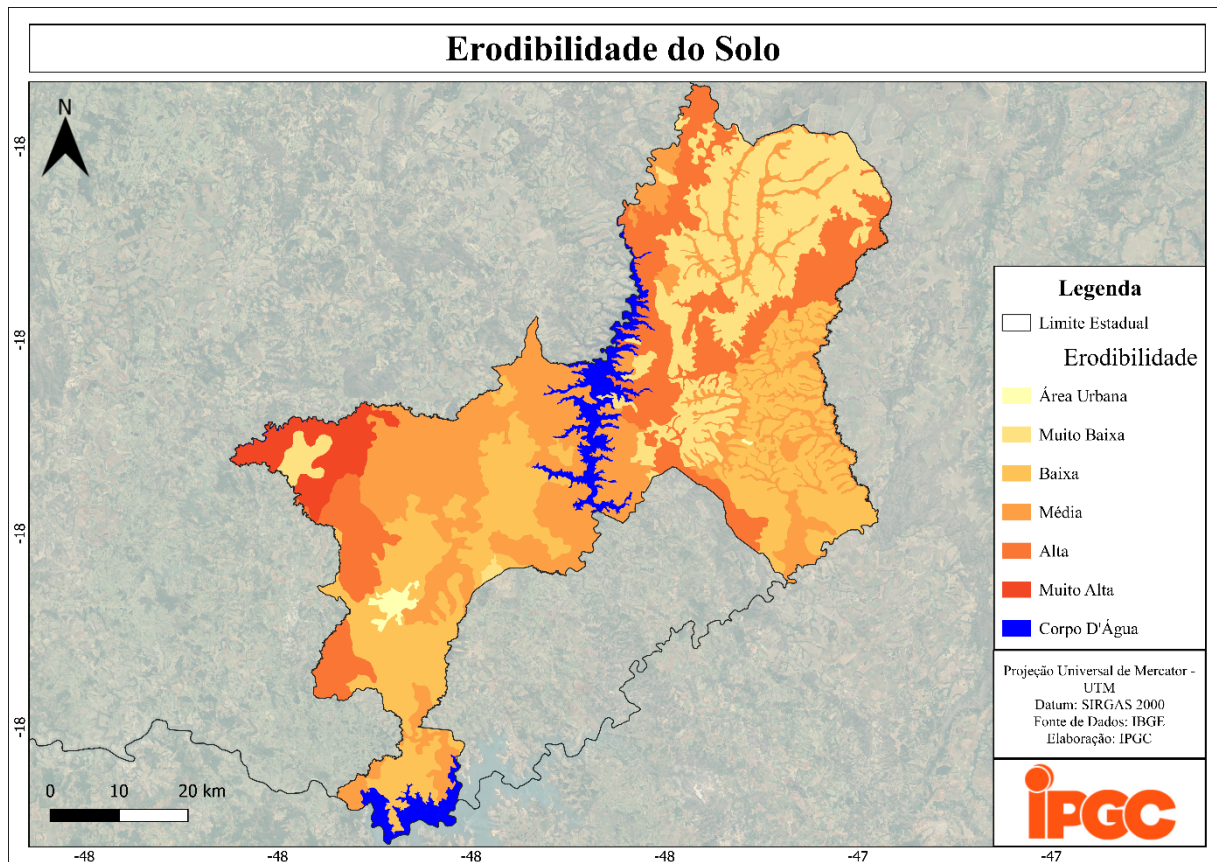 Erodibilidade do Solo
N
-18
-18
-18
-18
0 10 20 km
-48
-48
-48
-48
-47
-47
Legenda
Limite Estadual
Erodibilidade
Área Urbana
Muito Baixa
Baixa
Média
Alta
Muito Alta
Corpo D'Água
Projeção Universal de Mercator -
UTM
Datum: SIRGAS 2000
Fonte de Dados: IBGE
Elaboração: IPGC
iPGC